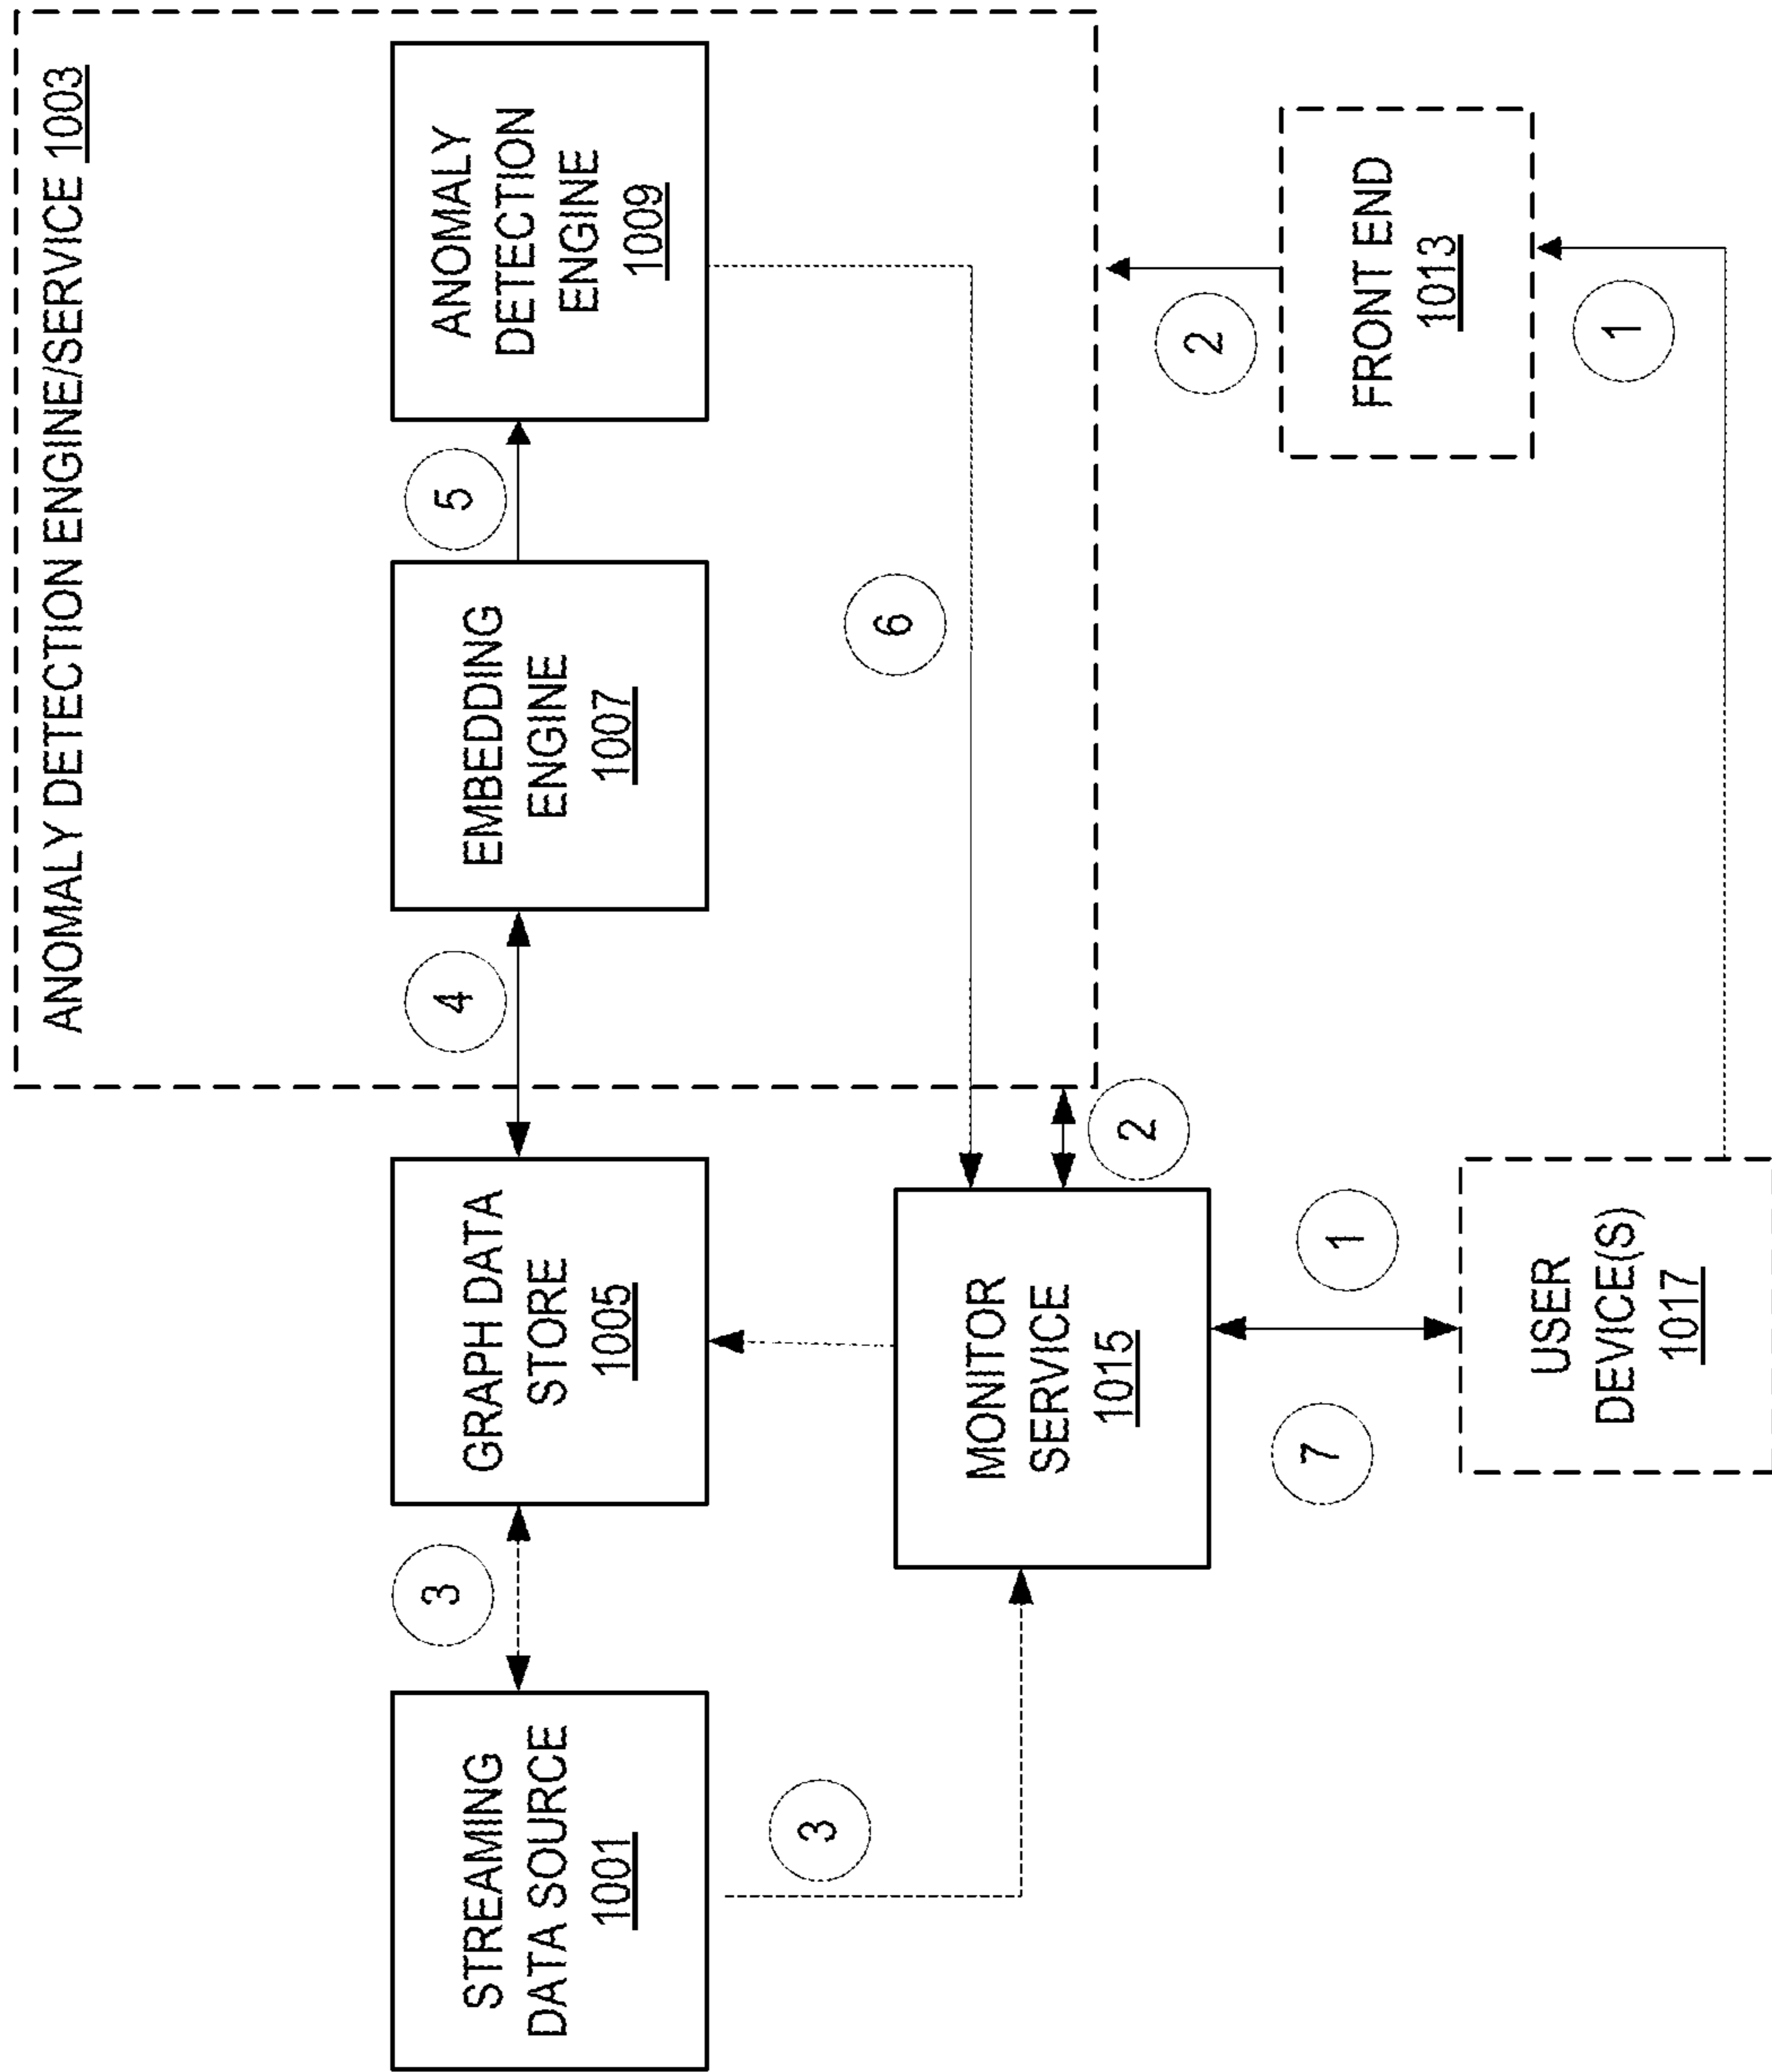 ANOMALY DETECTION ENGINE/SERVICE 1003
STREAMING
DATA SOURCE
1001
3
GRAPH DATA
STORE
1005
4
EMBEDDING
ENGINE
1007
5
ANOMALY
DETECTION
ENGINE
1009
3
6
MONITOR
SERVICE
1015
2
2
FRONT END
1013
7
1
1
USER
DEVICE(S)
1017